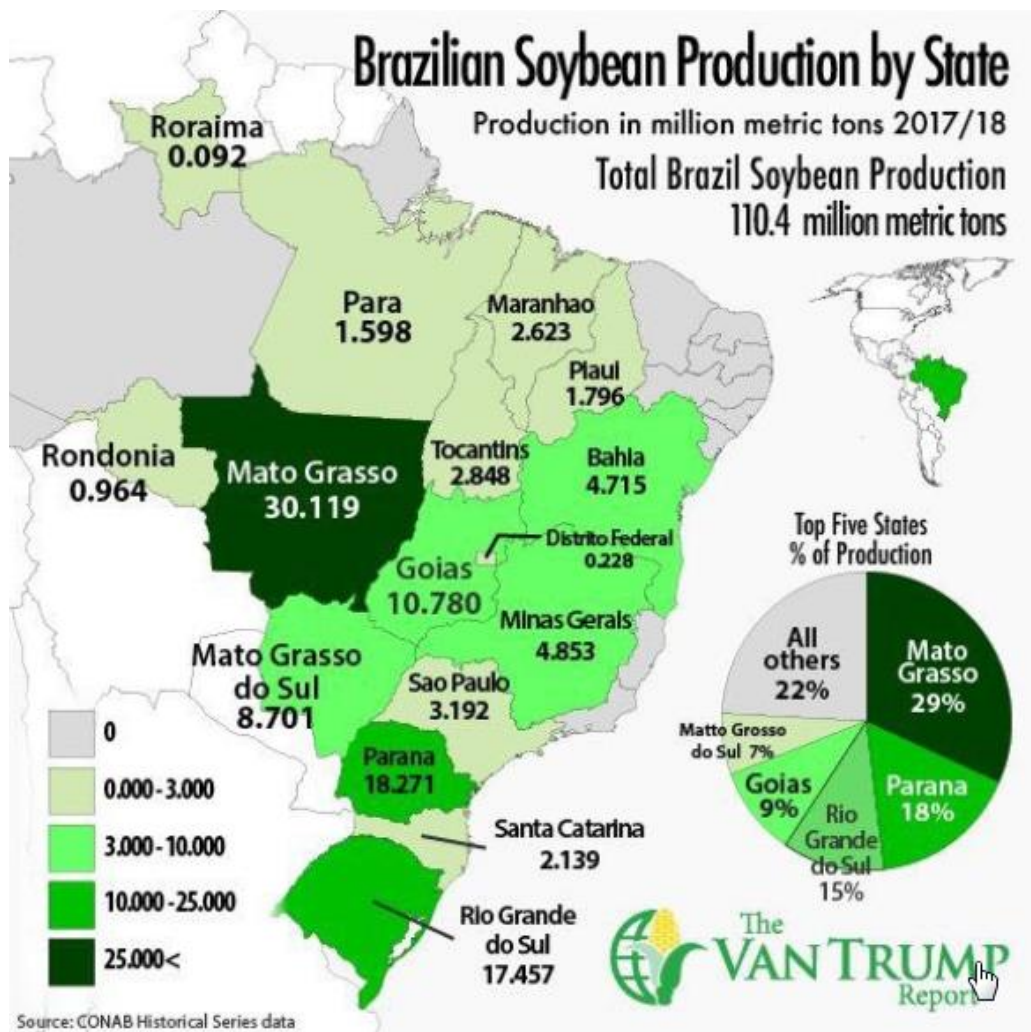 Brazilian Soybean Production by State
Production in million metric tons 2017/18
Total Brazil Soybean Production
110.4 million metric tons
Roraima
0.092
Para
1.598
Maranhao
2.623
Piaul
1.796
Rondonia
0.964
Mato Grasso
30.119
Tocantins
2.848
Bahia
4.715
Distrito Federal
0.228
Goias
10.780
Minas Gerais
4.853
Mato Grasso
do Sul
8.701
Sao Paulo
3.192
Parana
18.271
Santa Catarina
2.139
Rio Grande
do Sul
17.457
0
0.000-3.000
3.000-10.000
10.000-25.000
25.000<
Top Five States
% of Production
All
others
22%
Mato
Grasso
29%
Matto Grosso
do Sul 7%
Goias
9%
Rio
Grande
do Sul
15%
Parana
18%
The
VAN TRUMP
Report
Source: CONAB Historical Series data